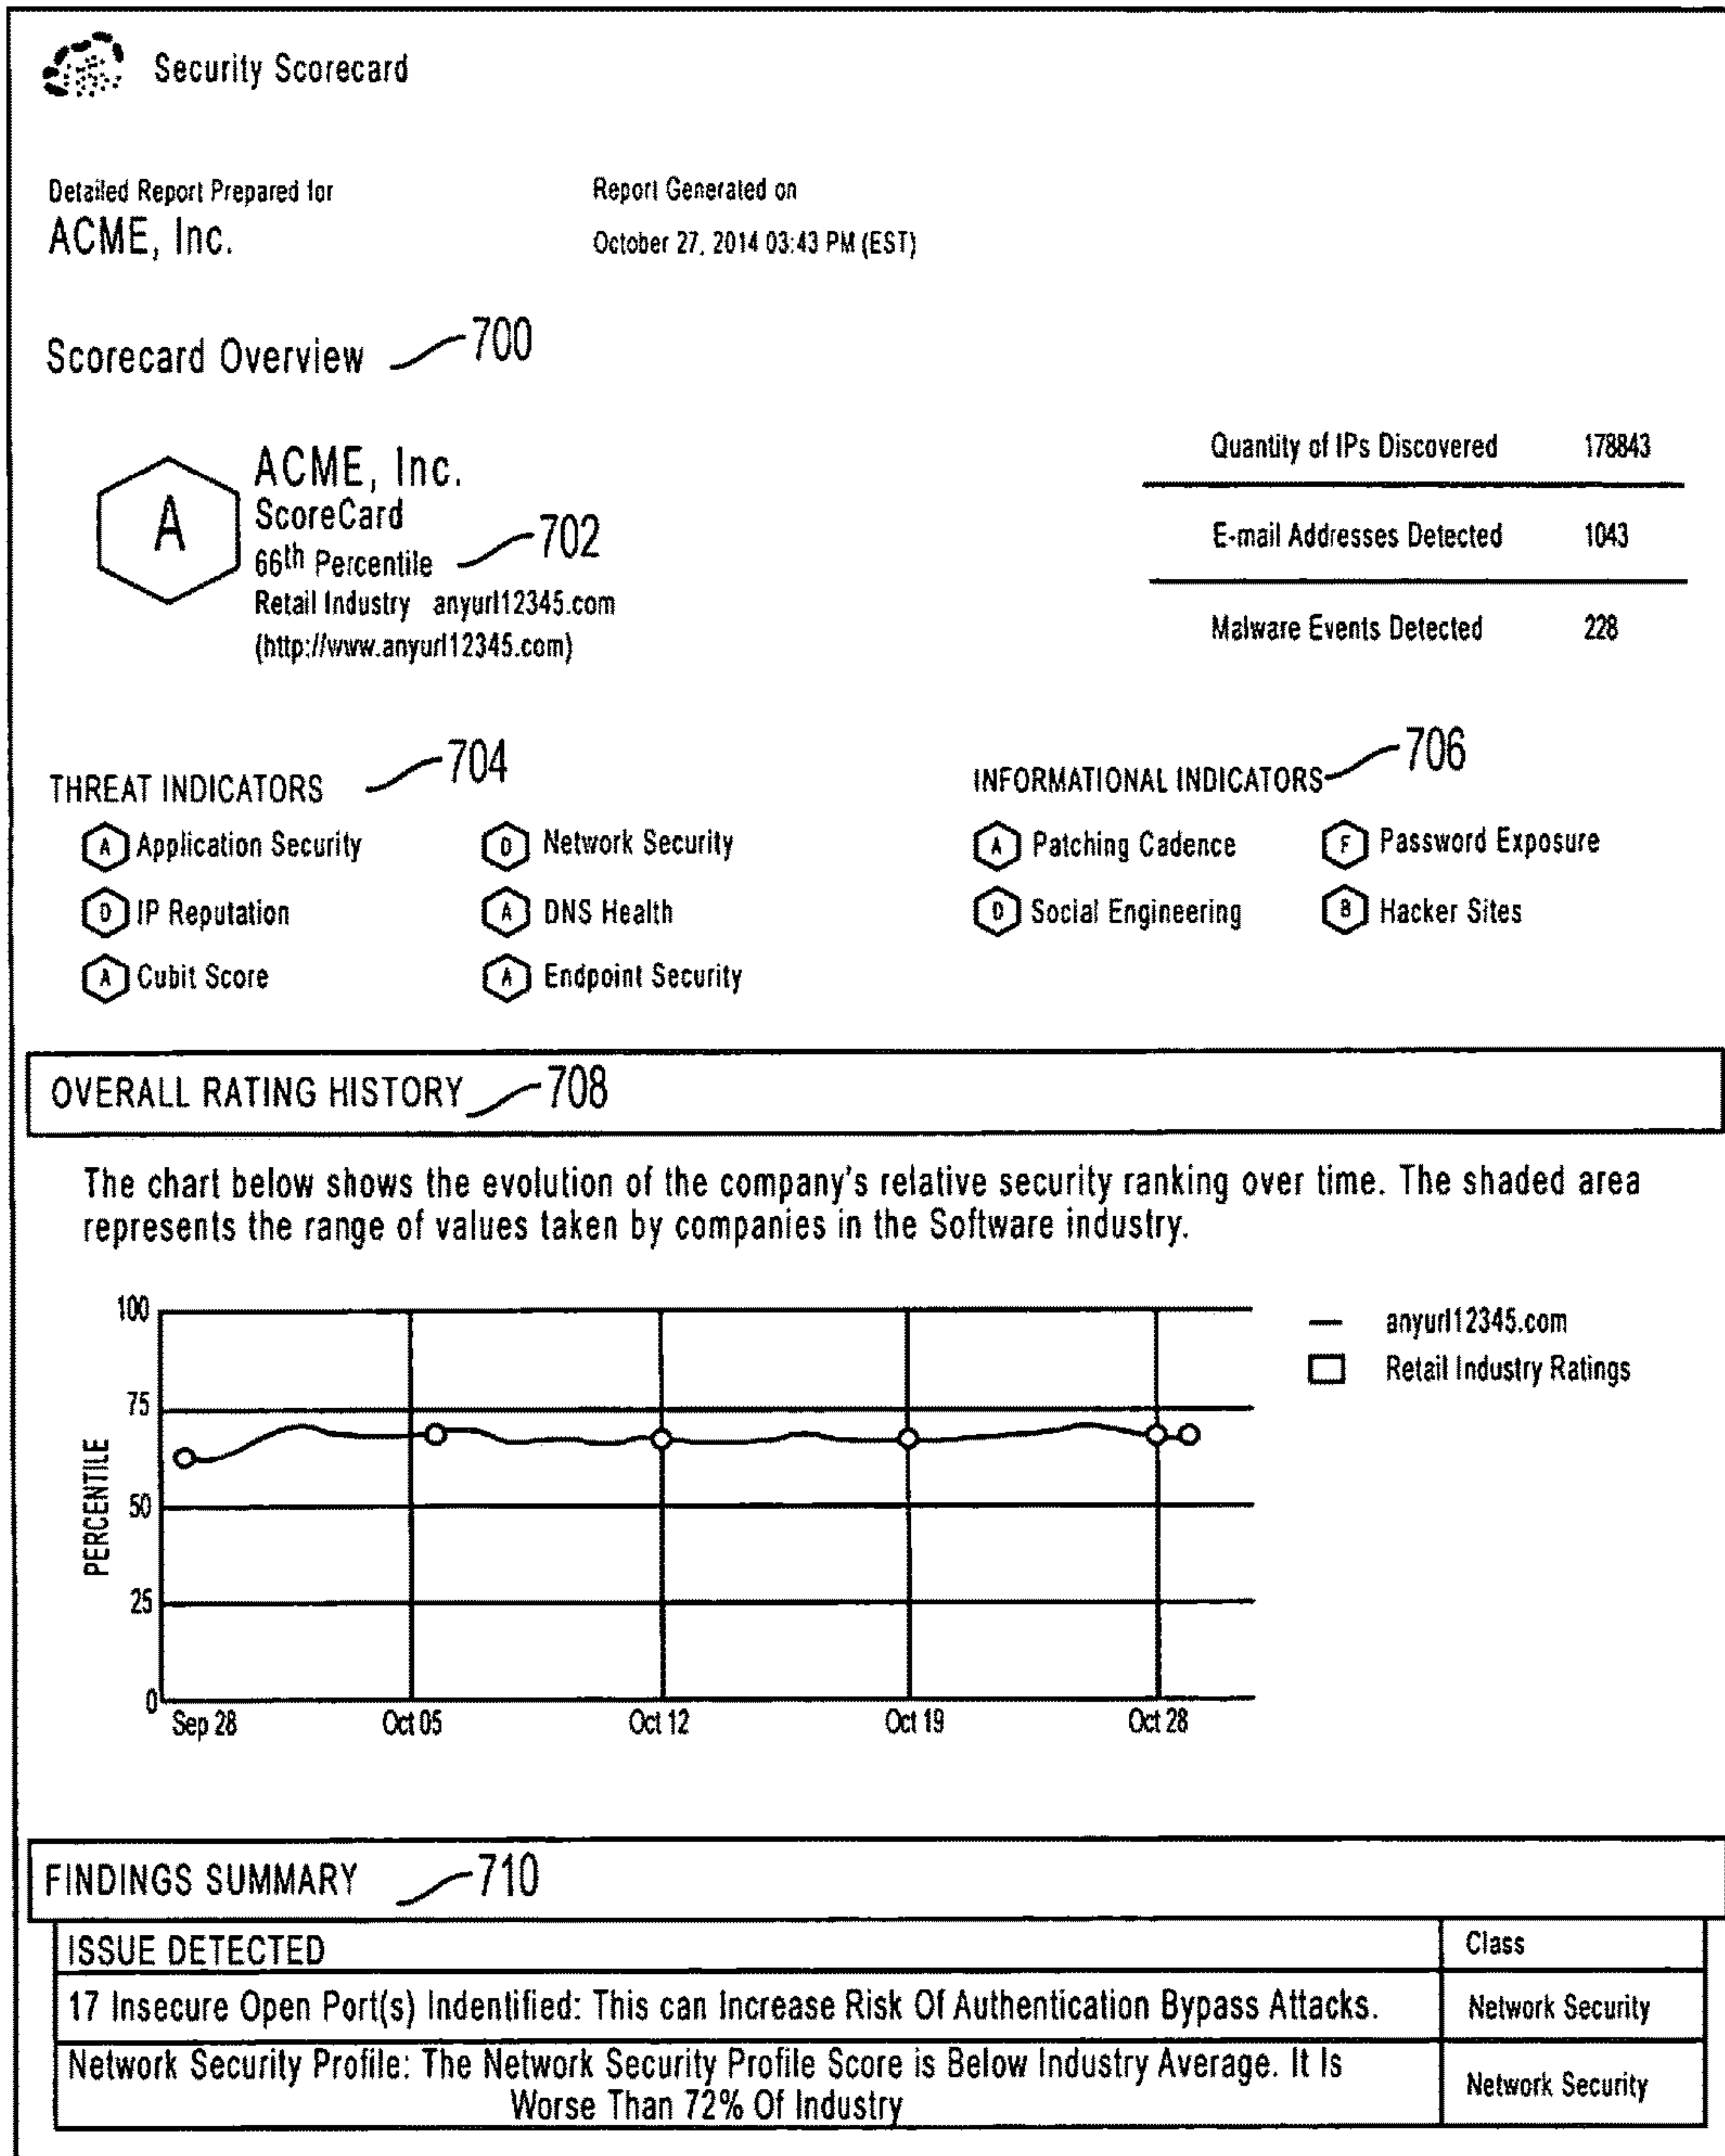 Security Scorecard
Detailed Report Prepared for
ACME, Inc.
Report Generated on
October 27, 2014 03:43 PM (EST)
Scorecard Overview 700
A
ACME, Inc.
ScoreCard
66th Percentile 702
Retail Industry anyurl12345.com
(http://www.anyurl12345.com)
Quantity of IPs Discovered 178843
E-mail Addresses Detected 1043
Malware Events Detected 228
THREAT INDICATORS 704
A Application Security
D Network Security
D IP Reputation
A DNS Health
A Cubit Score
A Endpoint Security
INFORMATIONAL INDICATORS 706
A Patching Cadence
F Password Exposure
D Social Engineering
B Hacker Sites
OVERALL RATING HISTORY 708
The chart below shows the evolution of the company's relative security ranking over time. The shaded area
represents the range of values taken by companies in the Software industry.
100
75
50
25
0
PERCENTILE
Sep 28
Oct 05
Oct 12
Oct 19
Oct 28
anyurl12345.com
Retail Industry Ratings
FINDINGS SUMMARY 710
ISSUE DETECTED
Class
17 Insecure Open Port(s) Indentified: This can Increase Risk Of Authentication Bypass Attacks.
Network Security
Network Security Profile: The Network Security Profile Score is Below Industry Average. It Is
Worse Than 72% Of Industry
Network Security